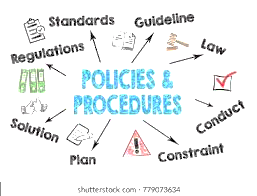 Standards
Guideline
Regulations
Law
POLICIES &
PROCEDURES
Conduct
Solution
Constraint
Plan
shutterstock.com • 779073634